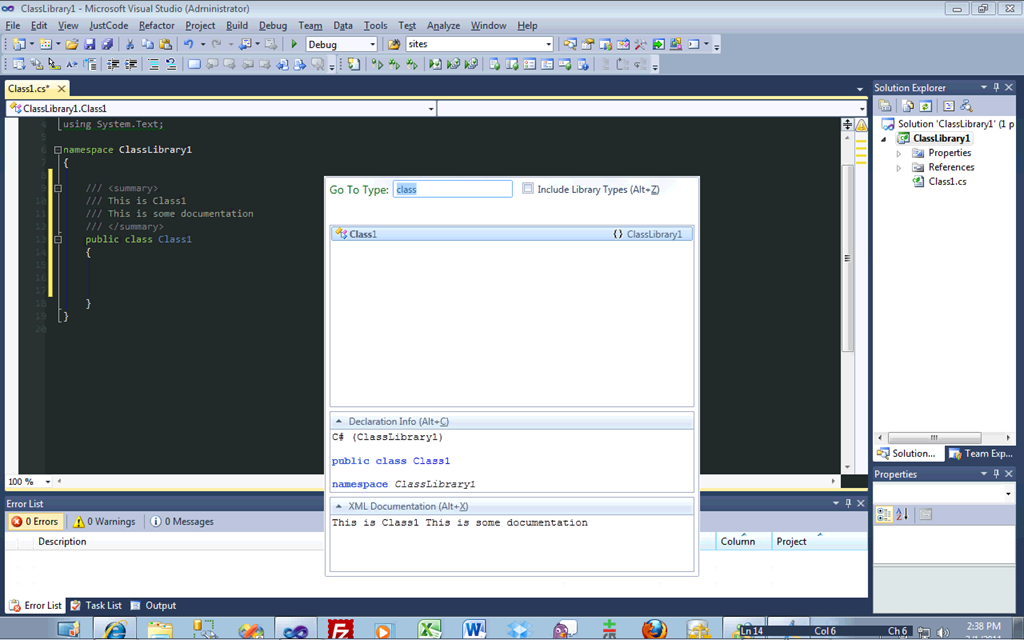 ClassLibrary1 - Microsoft Visual Studio (Administrator)
File Edit View JustCode Refactor Project Build Debug Team Data Tools Test Analyze Window Help
Debug sites
Class1.cs*
ClassLibrary1.Class1
4 using System.Text;
5
6 namespace ClassLibrary1
7 {
8
9 /// <summary>
10 /// This is Class1
11 /// This is some documentation
12 /// </summary>
13 public class Class1
14 {
15
16
17
18 }
19 }
20
100 %
Go To Type: class Include Library Types (Alt+Z)
Class1 {} ClassLibrary1
Declaration Info (Alt+C)
C# (ClassLibrary1)
public class Class1
namespace ClassLibrary1
XML Documentation (Alt+X)
This is Class1 This is some documentation
Solution Explorer
Solution 'ClassLibrary1' (1 p
ClassLibrary1
Properties
References
Class1.cs
Solution... Team Exp...
Properties
Error List
0 Errors 0 Warnings 0 Messages
Description Column Project
Error List Task List Output
Ln 14 Col 6 Ch 6
2:38 PM